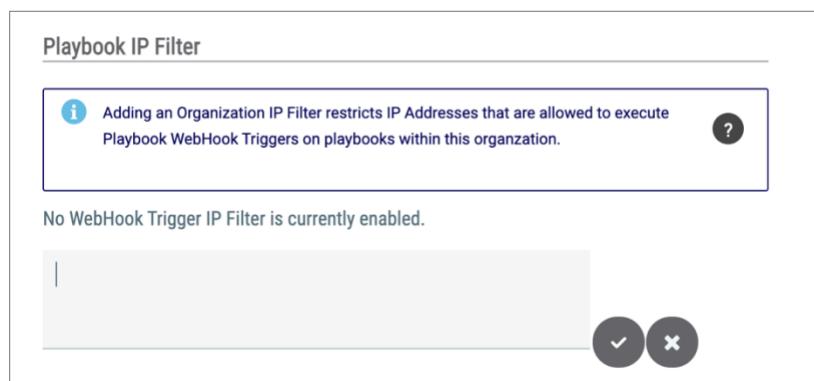 Playbook IP Filter
Adding an Organization IP Filter restricts IP Addresses that are allowed to execute
Playbook WebHook Triggers on playbooks within this organzation.
?
No WebHook Trigger IP Filter is currently enabled.